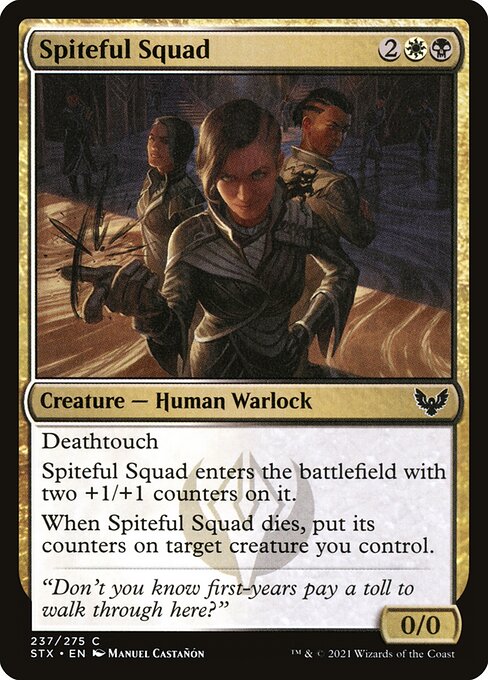 Spiteful Squad 2
Creature — Human Warlock
Deathtouch
Spiteful Squad enters the battlefield with
two +1/+1 counters on it.
When Spiteful Squad dies, put its
counters on target creature you control.
“Don’t you know first-years pay a toll to
walk through here?”
0/0
237/275 C
STX • EN Manuel Castañón
™ & © 2021 Wizards of the Coast